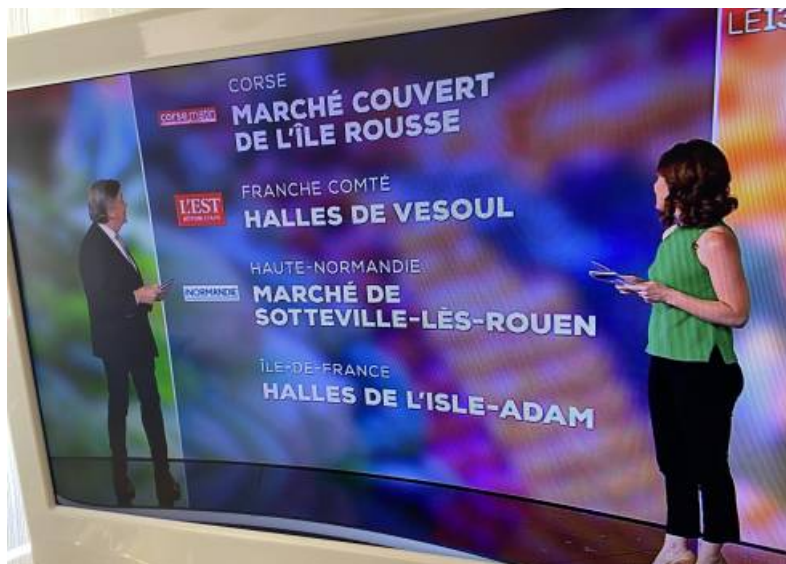 LE13
CORSE
corse matin
MARCHÉ COUVERT
DE L'ÎLE ROUSSE
FRANCHE COMTÉ
L'EST
HALLES DE VESOUL
HAUTE-NORMANDIE
NORMANDIE
MARCHÉ DE
SOTTEVILLE-LÈS-ROUEN
ÎLE-DE-FRANCE
HALLES DE L'ISLE-ADAM